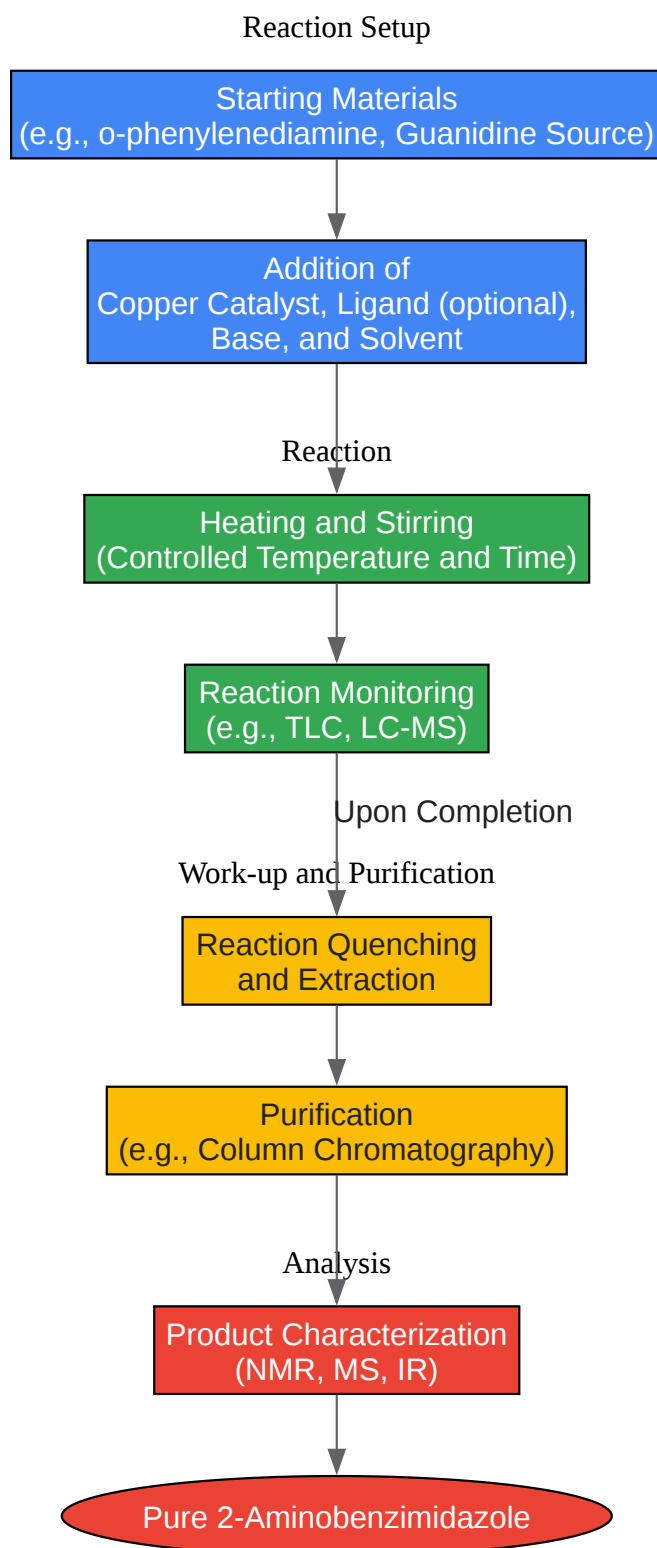 Reaction Setup
Starting Materials
(e.g., o-phenylenediamine, Guanidine Source)
Addition of
Copper Catalyst, Ligand (optional),
Base, and Solvent
Reaction
Heating and Stirring
(Controlled Temperature and Time)
Reaction Monitoring
(e.g., TLC, LC-MS)
Upon Completion
Work-up and Purification
Reaction Quenching
and Extraction
Purification
(e.g., Column Chromatography)
Analysis
Product Characterization
(NMR, MS, IR)
Pure 2-Aminobenzimidazole